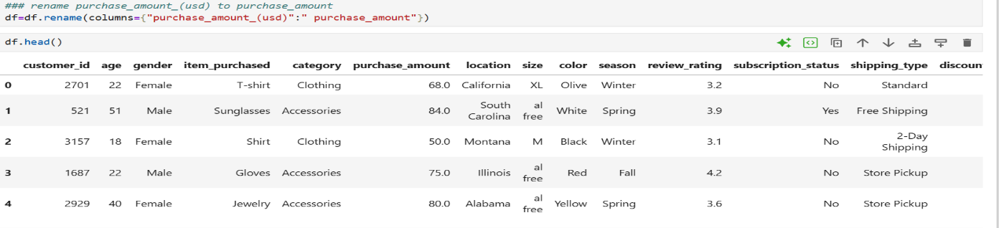 ### rename purchase_amount_(usd) to purchase_amount
df=df.rename(columns={"purchase_amount_(usd)":" purchase_amount"})
df.head()
customer_id age gender item_purchased category purchase_amount location size color season review_rating subscription_status shipping_type discoun
0 2701 22 Female T-shirt Clothing 68.0 California XL Olive Winter 3.2 No Standard
1 521 51 Male Sunglasses Accessories 84.0 South Carolina al free White Spring 3.9 Yes Free Shipping
2 3157 18 Female Shirt Clothing 50.0 Montana M Black Winter 3.1 No 2-Day Shipping
3 1687 22 Male Gloves Accessories 75.0 Illinois al free Red Fall 4.2 No Store Pickup
4 2929 40 Female Jewelry Accessories 80.0 Alabama al free Yellow Spring 3.6 No Store Pickup